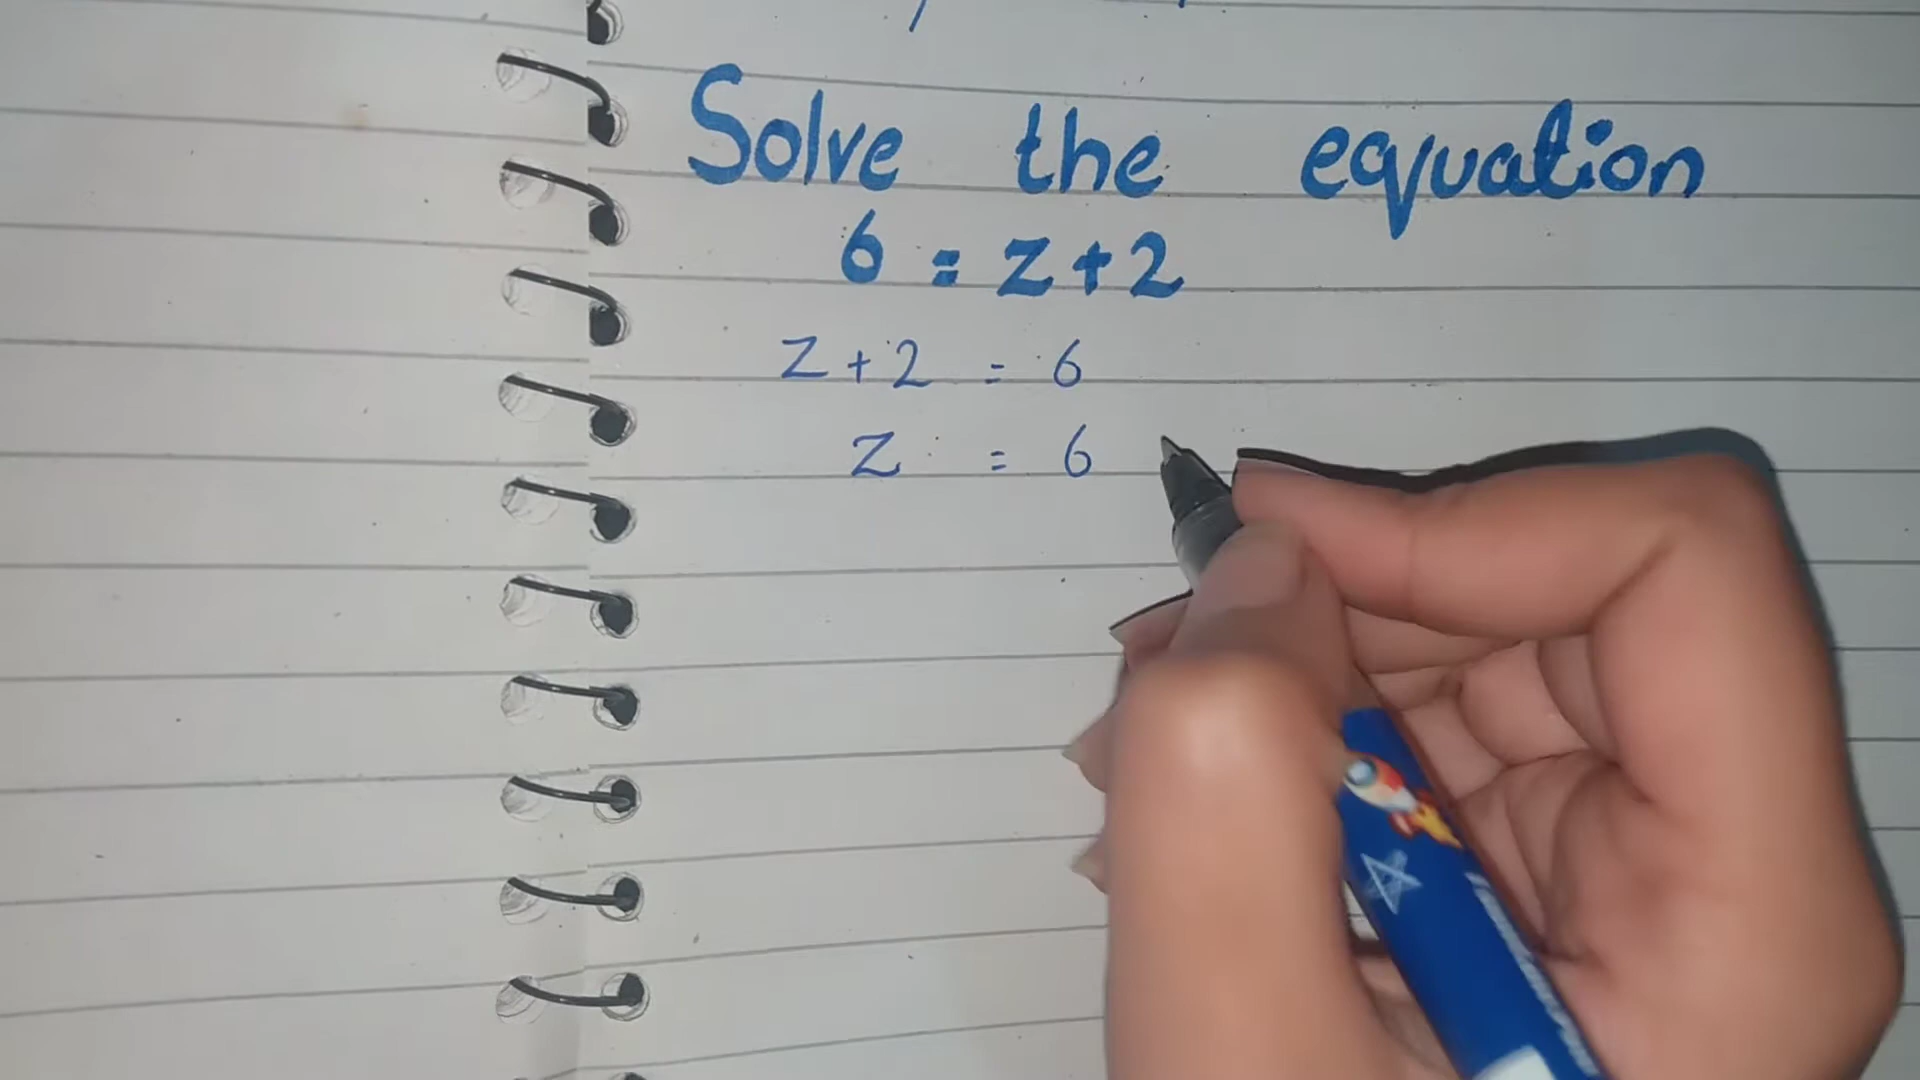 Solve the equation
6 = z + 2
z + 2 = 6
z = 6